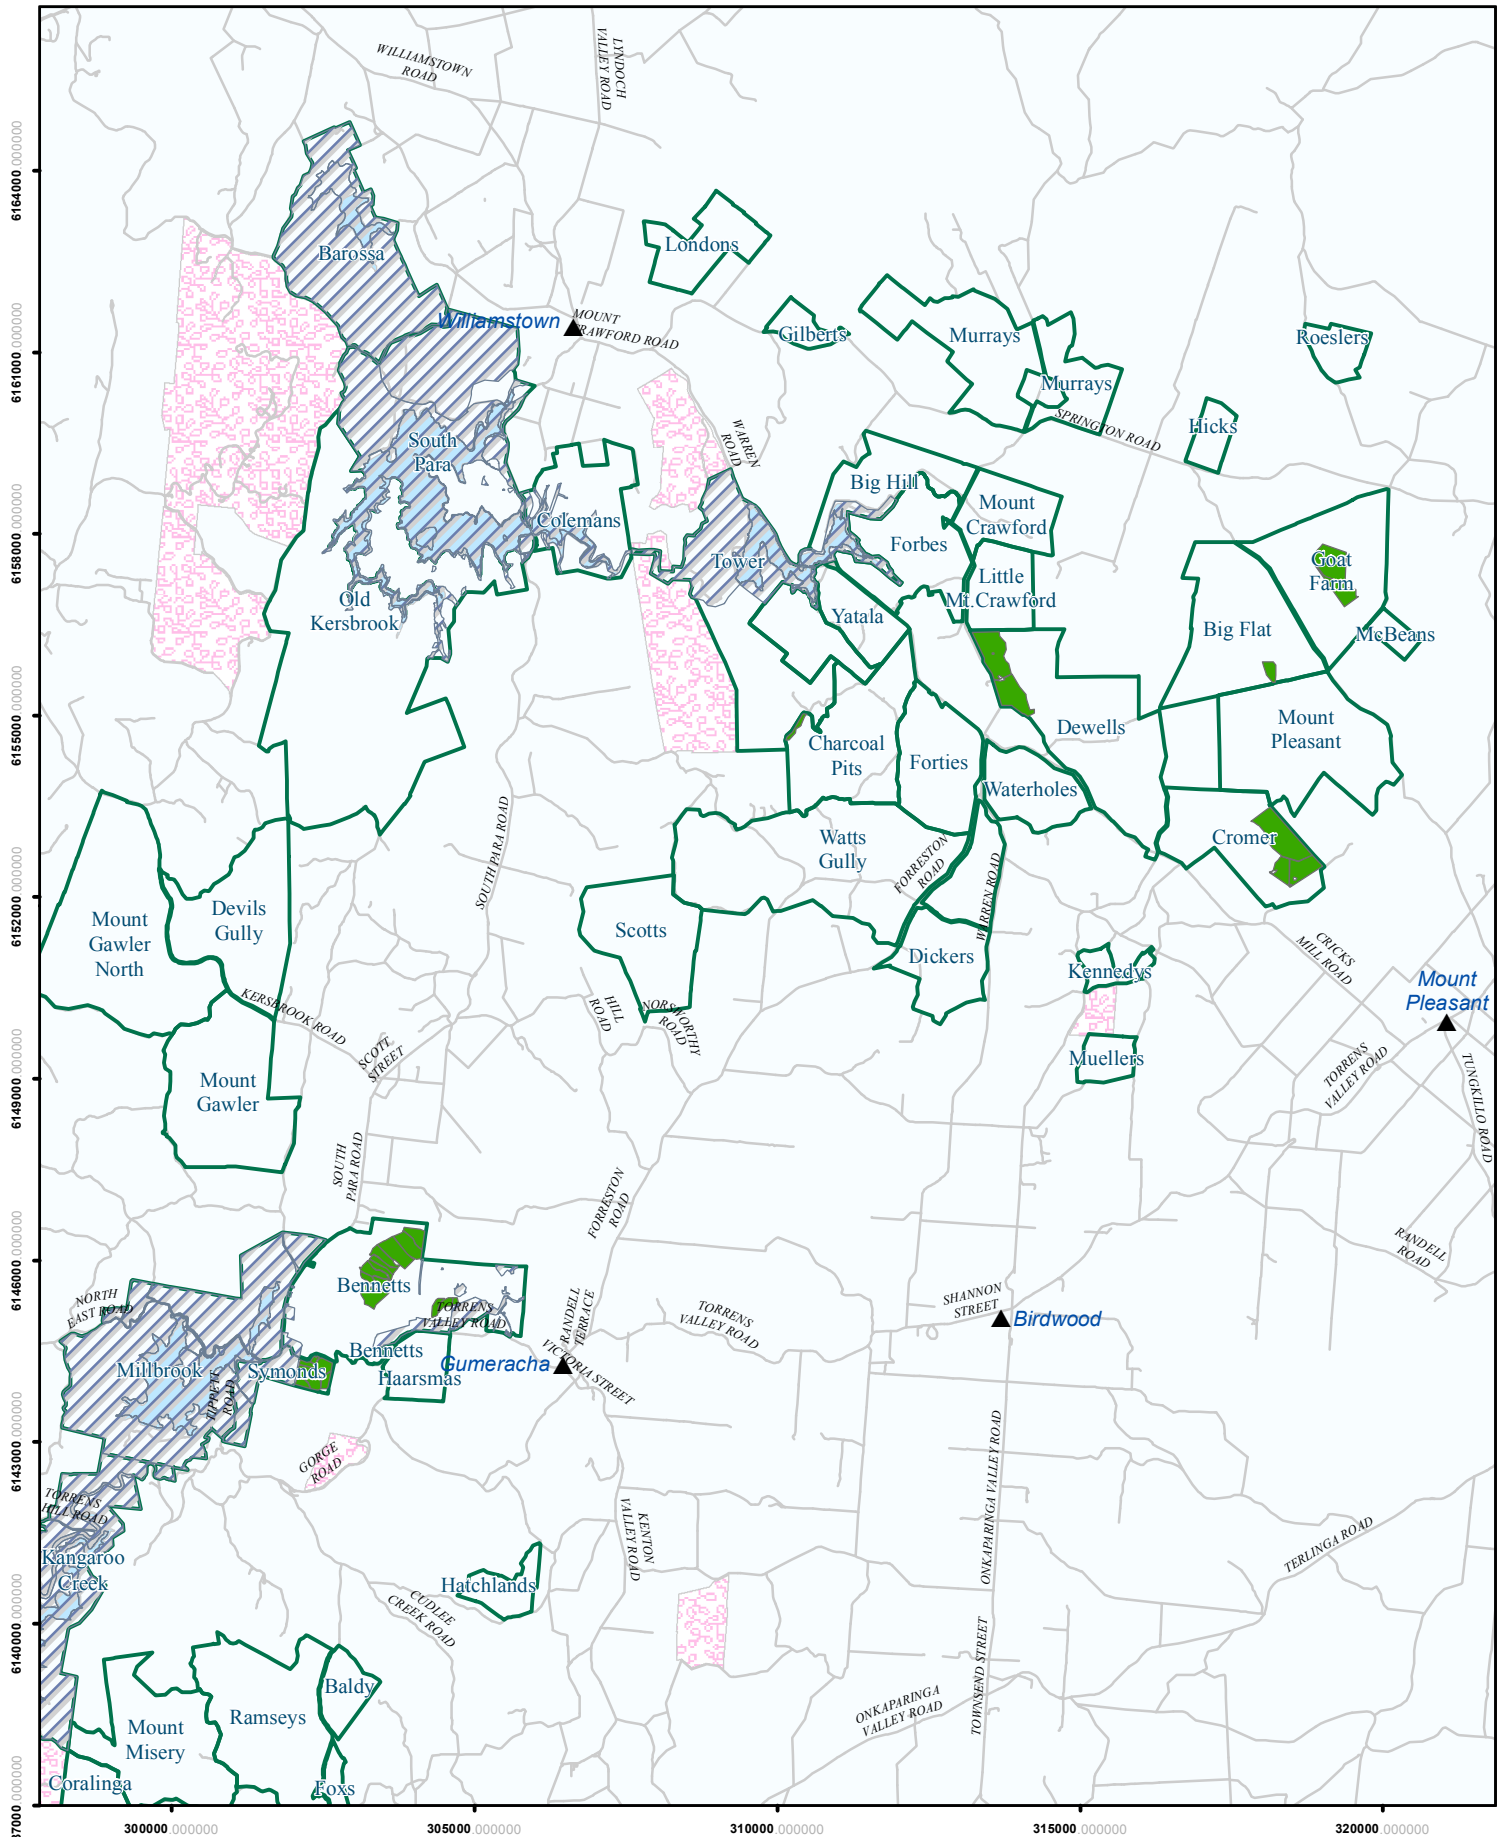 WILLIAMSTOWN
ROAD
LYNDOCH
VALLEY ROAD
6164000.000000
Barossa
Londons
Williamstown
MOUNT
CRAWFORD ROAD
Gilberts
Murrays
Roeslers
6161000.000000
Murrays
SPRINGTON ROAD
Hicks
WARREN
ROAD
South
Para
Big Hill
Mount
Crawford
Colemans
Forbes
6158000.000000
Tower
Goat
Farm
Little
Mt.Crawford
Old
Kersbrook
Yatala
Big Flat
McBeans
6155000.000000
Mount
Pleasant
Dewells
Charcoal
Pits
Forties
Waterholes
SOUTH PARA ROAD
Watts
Gully
Cromer
FORRESTON
ROAD
WARREN ROAD
6152000.000000
Mount
Gawler
North
Devils
Gully
Scotts
Dickers
CRICKS
MILL ROAD
Kennedys
Mount
Pleasant
KERSBROOK ROAD
HILL
ROAD
NORSWORTHY
ROAD
SCOTT
STREET
Muellers
TORRENS
VALLEY ROAD
TUNGKILLO ROAD
6149000.000000
Mount
Gawler
SOUTH
PARA ROAD
FORRESTON
ROAD
RANDELL
ROAD
6146000.000000
Bennetts
NORTH
EAST ROAD
TORRENS
VALLEY ROAD
RANDELL
TERRACE
TORRENS
VALLEY ROAD
SHANNON
STREET
Birdwood
Bennetts
Millbrook
Symonds
Haarsmas
Gumeracha
VICTORIA STREET
TIPPETT
ROAD
6143000.000000
GORGE
ROAD
ONKAPARINGA VALLEY ROAD
TORRENS
HILL ROAD
KENTON
VALLEY ROAD
TERLINGA ROAD
Kangaroo
Creek
Hatchlands
CUDLEE
CREEK ROAD
6140000.000000
TOWNSEND STREET
Baldy
Ramseys
ONKAPARINGA
VALLEY ROAD
Mount
Misery
Coralinga
Foxs
37000.000000
300000.000000
305000.000000
310000.000000
315000.000000
320000.000000